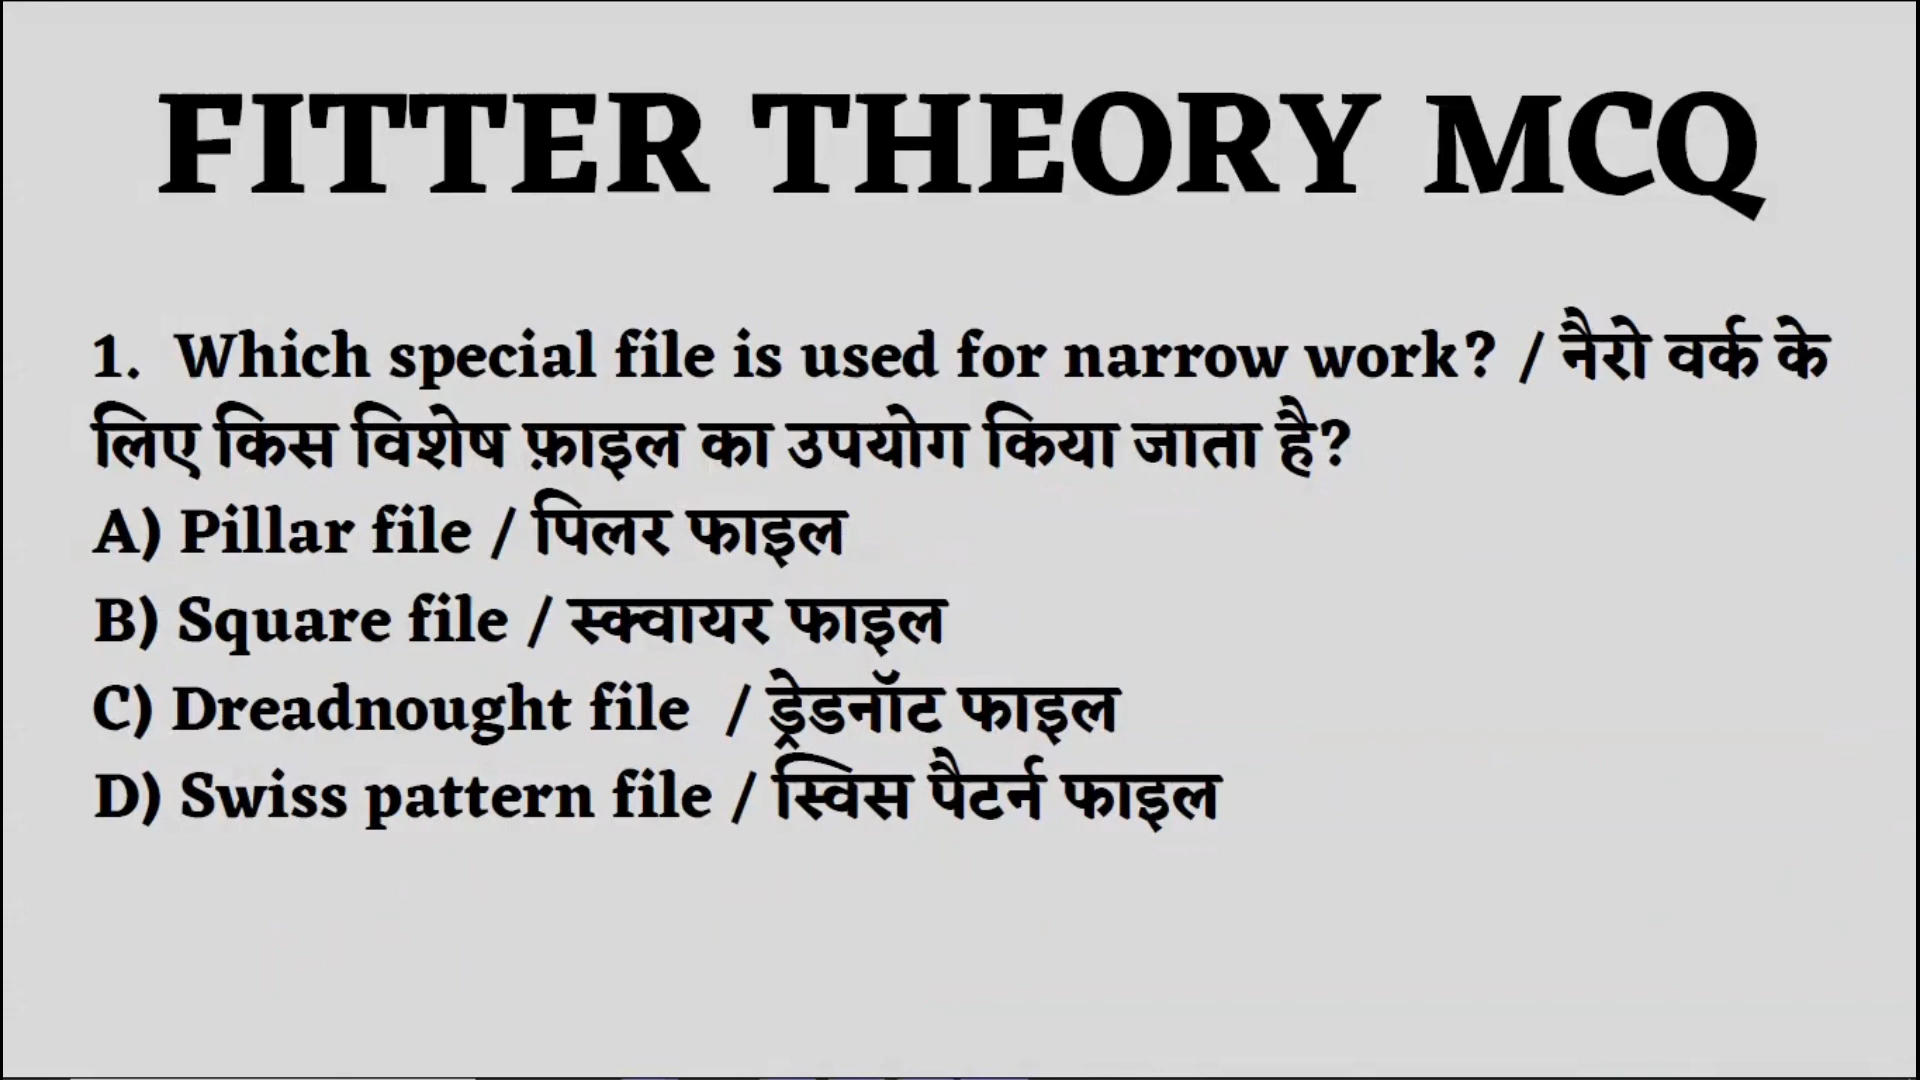 FITTER THEORY MCQ
1. Which special file is used for narrow work? / नैरो वर्क के
लिए किस विशेष फ़ाइल का उपयोग किया जाता है?
A) Pillar file / पिलर फाइल
B) Square file / स्क्वायर फाइल
C) Dreadnought file / ड्रेडनॉट फाइल
D) Swiss pattern file / स्विस पैटर्न फाइल